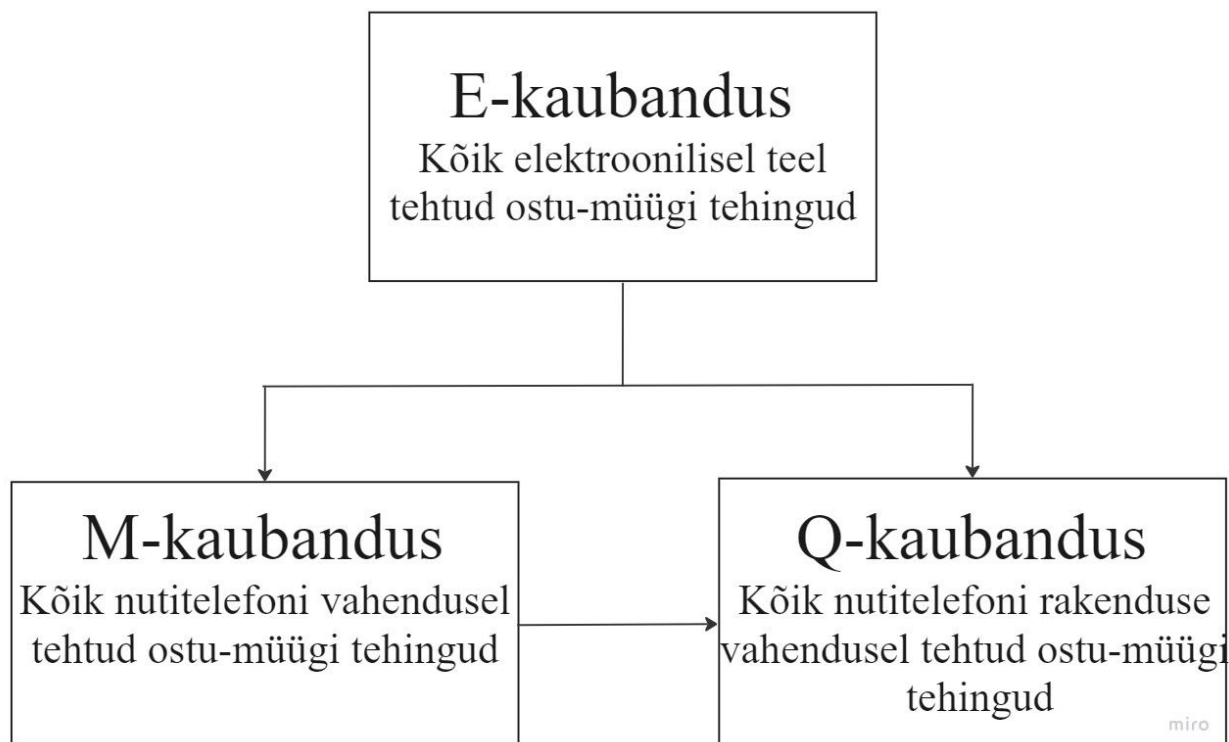 E-kaubandus
Kõik elektroonilisel teel
tehtud ostu-müügi tehingud
M-kaubandus
Kõik nutitelefoni vahendusel
tehtud ostu-müügi tehingud
Q-kaubandus
Kõik nutitelefoni rakenduse
vahendusel tehtud ostu-müügi
tehingud
miro